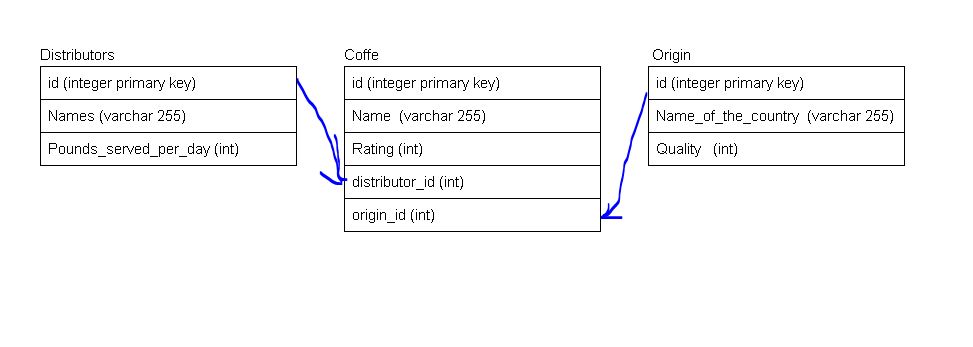 Distributors
id (integer primary key)
Names (varchar 255)
Pounds_served_per_day (int)
Coffe
id (integer primary key)
Name (varchar 255)
Rating (int)
distributor_id (int)
origin_id (int)
Origin
id (integer primary key)
Name_of_the_country (varchar 255)
Quality (int)